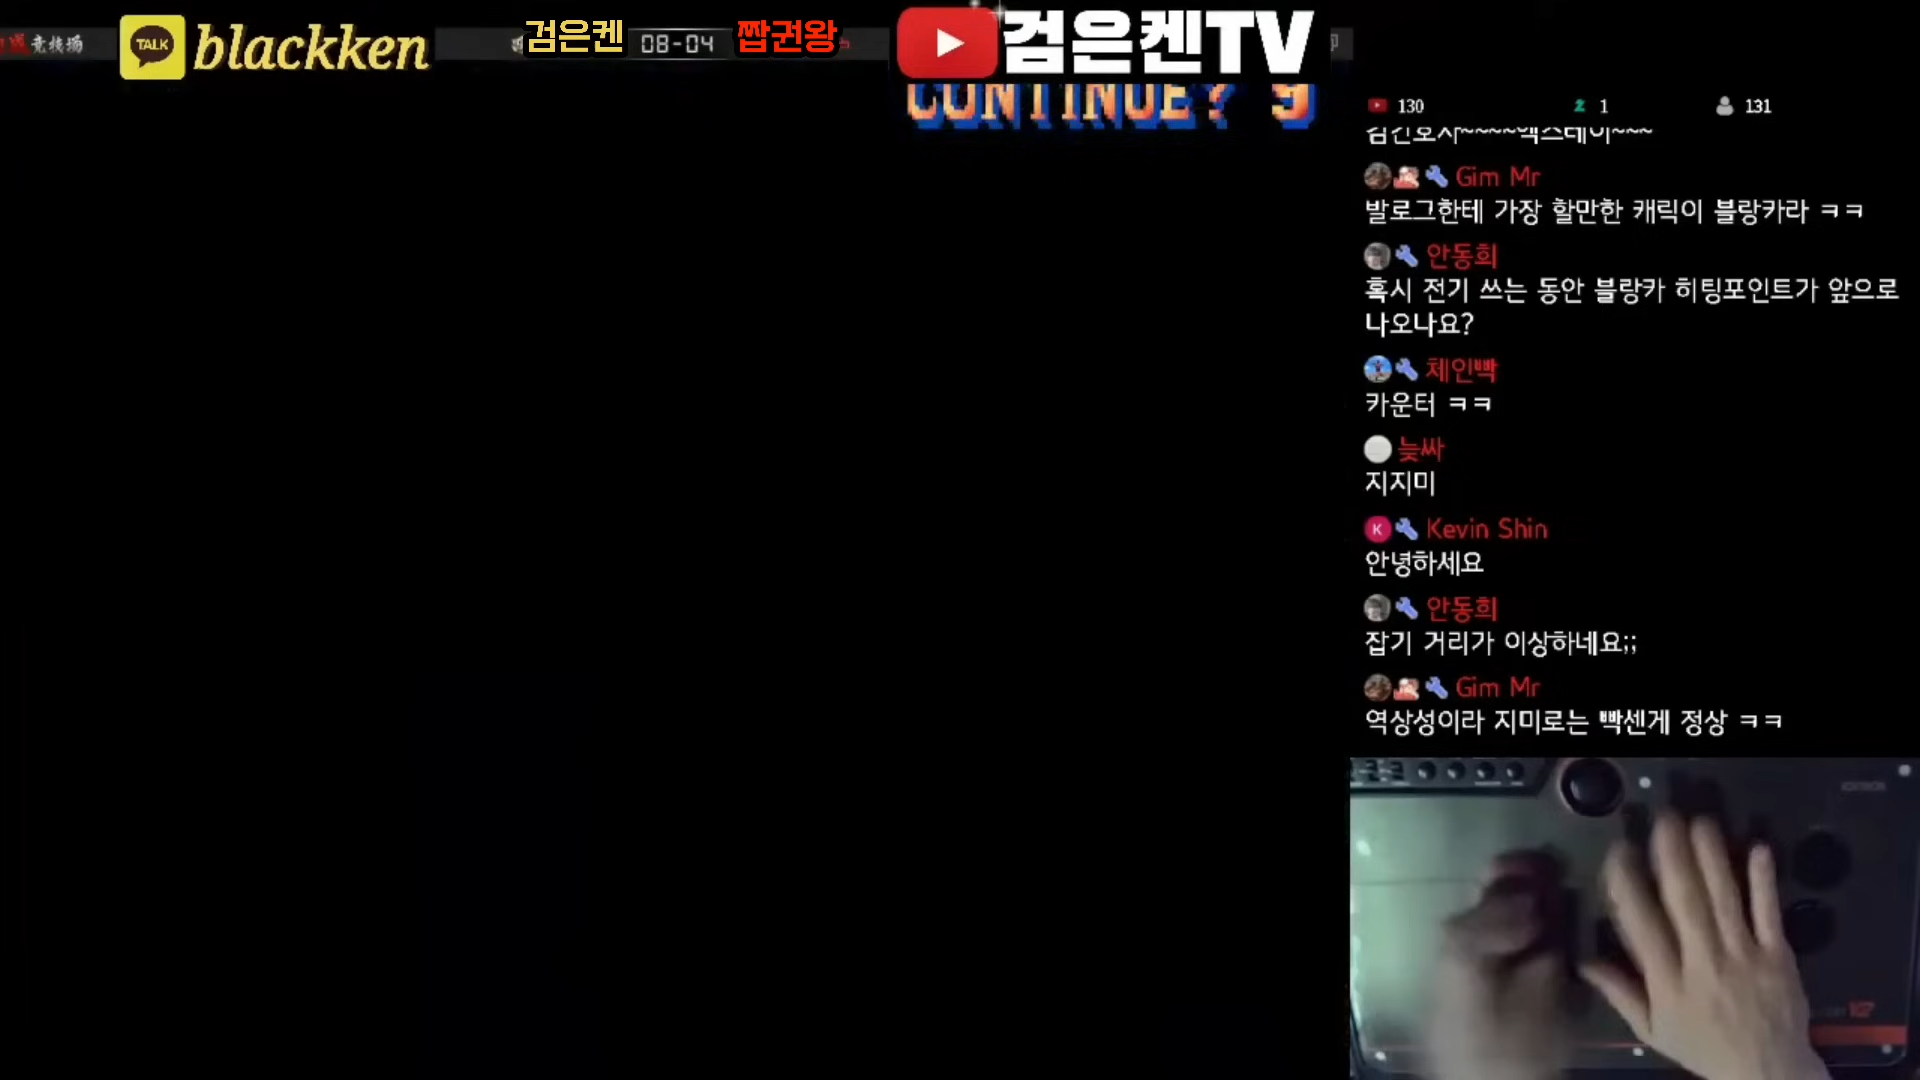 竞技场
TALK
blackken
검은켄
08-04
짭권왕
검은켄TV
CONTINUE? 9
130
1
131
Gim Mr
발로그한테 가장 할만한 캐릭이 블랑카라 ㅋㅋ
안동희
혹시 전기 쓰는 동안 블랑카 히팅포인트가 앞으로
나오나요?
체인빡
카운터 ㅋㅋ
늦싸
지지미
K
Kevin Shin
안녕하세요
안동희
잡기 거리가 이상하네요;;
Gim Mr
역상성이라 지미로는 빡센게 정상 ㅋㅋ